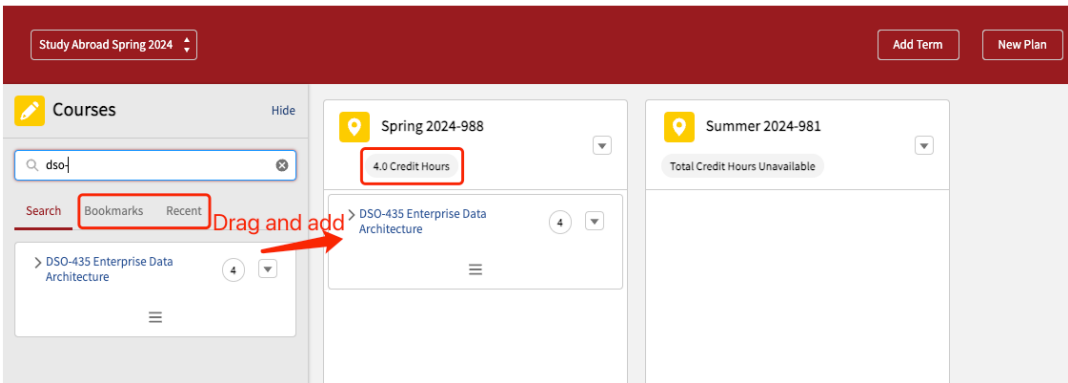 Study Abroad Spring 2024
Add Term
New Plan
Courses
Hide
dso-
Search
Bookmarks
Recent
DSO-435 Enterprise Data
Architecture
4
Drag and add
Spring 2024-988
4.0 Credit Hours
DSO-435 Enterprise Data
Architecture
4
Summer 2024-981
Total Credit Hours Unavailable